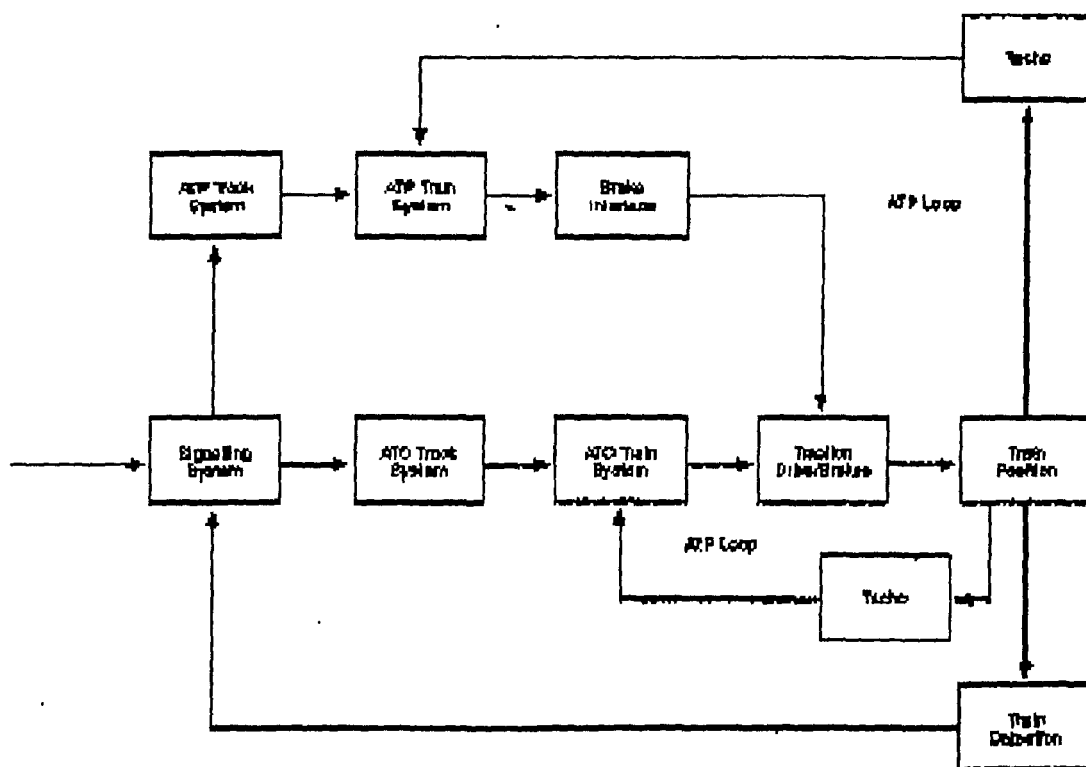 Tacho
ATP Track
System
ATP Train
System
Brake
Interface
ATP Loop
Signalling
System
ATO Track
System
ATO Train
System
Traction
Drive/Brakes
Train
Position
ATP Loop
Tacho
Train
Detection